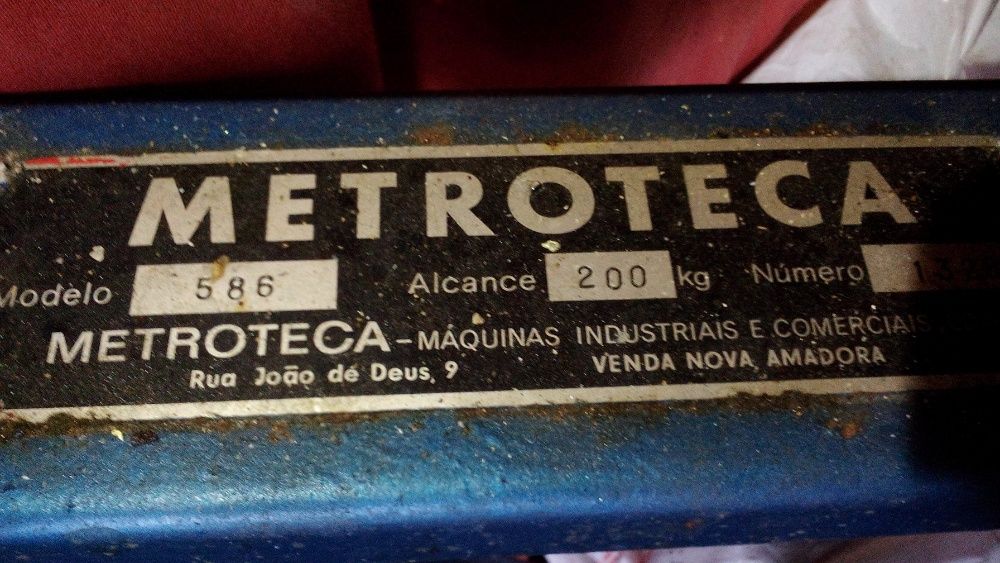 METROTECA
Modelo 586 Alcance 200 kg Número
METROTECA - MÁQUINAS INDUSTRIAIS E COMERCIAIS
Rua João de Deus, 9 VENDA NOVA, AMADORA